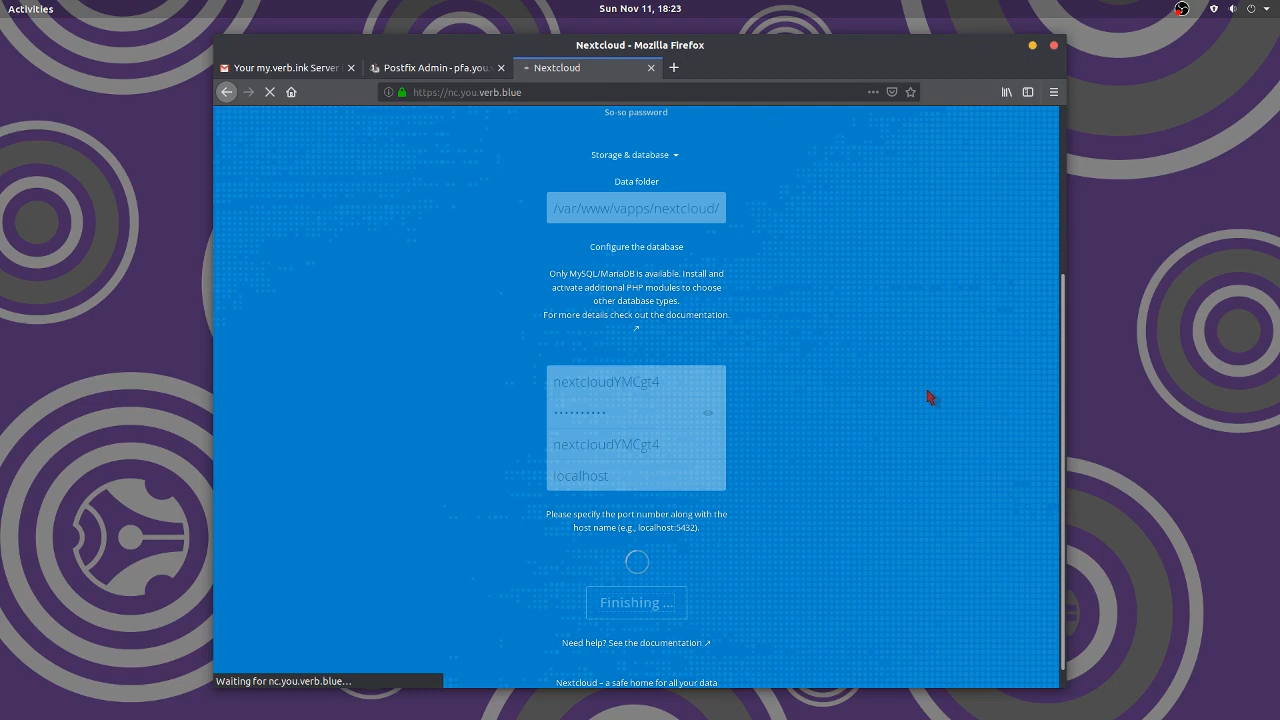 Activities
Sun Nov 11, 18:23
Nextcloud - Mozilla Firefox
Your my.verb.ink Server
Postfix Admin - pfa.you.v
Nextcloud
https://nc.you.verb.blue
So-so password
Storage & database
Data folder
/var/www/vapps/nextcloud/
Configure the database
Only MySQL/MariaDB is available. Install and
activate additional PHP modules to choose
other database types.
For more details check out the documentation.
↗
nextcloudYMCgt4
••••••••••
nextcloudYMCgt4
localhost
Please specify the port number along with the
host name (e.g., localhost:5432).
Finishing …
Need help? See the documentation ↗
Nextcloud – a safe home for all your data
Waiting for nc.you.verb.blue…